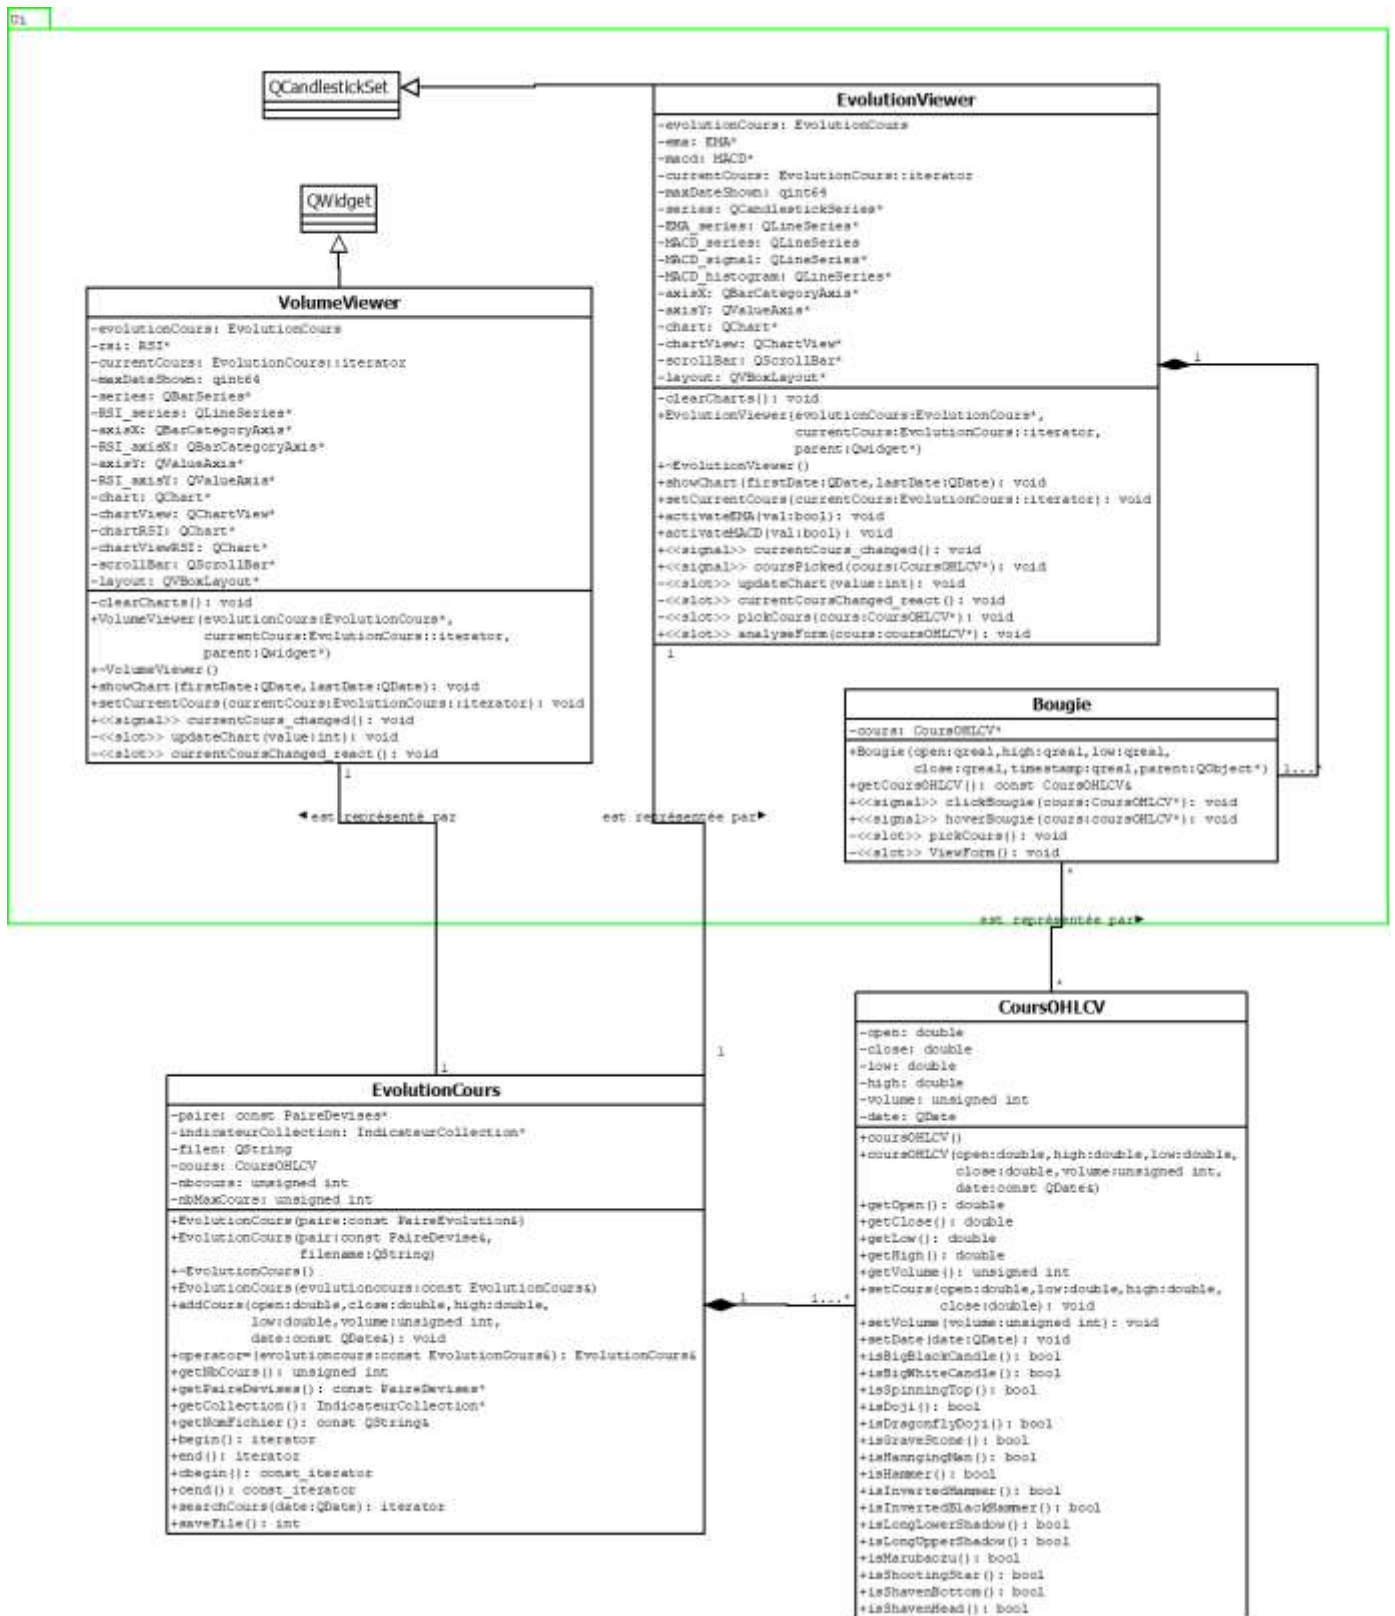 Ui
QCandlestickSet
EvolutionViewer
-evolutionCours: EvolutionCours
-ema: EMA*
-macd: MACD*
-currentCours: EvolutionCours::iterator
-maxDateShown: qint64
-series: QCandlestickSeries*
-EMA_series: QLineSeries*
-MACD_series: QLineSeries
-MACD_signal: QLineSeries*
-MACD_histogram: QLineSeries*
-axisX: QBarCategoryAxis*
-axisY: QValueAxis*
-chart: QChart*
-chartView: QChartView*
-scrollBar: QScrollBar*
-layout: QVBoxLayout*
-clearCharts(): void
+EvolutionViewer(evolutionCours:EvolutionCours*,
currentCours:EvolutionCours::iterator,
parent:Qwidget*)
+~EvolutionViewer()
+showChart(firstDate:QDate,lastDate:QDate): void
+setCurrentCours(currentCours:EvolutionCours::iterator): void
+activateEMA(val:bool): void
+activateMACD(val:bool): void
+<<signal>> currentCours_changed(): void
+<<signal>> coursPicked(cours:CoursOHLCV*): void
-<<slot>> updateChart(value:int): void
-<<slot>> currentCoursChanged_react(): void
-<<slot>> pickCours(cours:CoursOHLCV*): void
+<<slot>> analyseForm(cours:coursOHLCV*): void
1
1
QWidget
VolumeViewer
-evolutionCours: EvolutionCours
-rsi: RSI*
-currentCours: EvolutionCours::iterator
-maxDateShown: qint64
-series: QBarSeries*
-RSI_series: QLineSeries*
-axisX: QBarCategoryAxis*
-RSI_axisX: QBarCategoryAxis*
-axisY: QValueAxis*
-RSI_axisY: QValueAxis*
-chart: QChart*
-chartView: QChartView*
-chartRSI: QChart*
-chartViewRSI: QChart*
-scrollBar: QScrollBar*
-layout: QVBoxLayout*
-clearCharts(): void
+VolumeViewer(evolutionCours:EvolutionCours*,
currentCours:EvolutionCours::iterator,
parent:Qwidget*)
+~VolumeViewer()
+showChart(firstDate:QDate,lastDate:QDate): void
+setCurrentCours(currentCours:EvolutionCours::iterator): void
+<<signal>> currentCours_changed(): void
-<<slot>> updateChart(value:int): void
-<<slot>> currentCoursChanged_react(): void
1
Bougie
-cours: CoursOHLCV*
+Bougie(open:qreal,high:qreal,low:qreal,
close:qreal,timestamp:qreal,parent:QObject*)
+getCoursOHLCV(): const CoursOHLCV&
+<<signal>> clickBougie(cours:CoursOHLCV*): void
+<<signal>> hoverBougie(cours:coursOHLCV*): void
-<<slot>> pickCours(): void
-<<slot>> ViewForm(): void
1...*
*
◀est représenté par
est représentée par▶
est représentée par▶
*
1
1
EvolutionCours
-paire: const PaireDevises*
-indicateurCollection: IndicateurCollection*
-filen: QString
-cours: CoursOHLCV
-nbcours: unsigned int
-nbMaxCours: unsigned int
+EvolutionCours(paire:const PaireEvolution&)
+EvolutionCours(pair:const PaireDevise&,
filename:QString)
+~EvolutionCours()
+EvolutionCours(evolutioncours:const EvolutionCours&)
+addCours(open:double,close:double,high:double,
low:double,volume:unsigned int,
date:const QDate&): void
+operator=(evolutioncours:const EvolutionCours&): EvolutionCours&
+getNbCours(): unsigned int
+getPaireDevises(): const PaireDevises*
+getCollection(): IndicateurCollection*
+getNomFichier(): const QString&
+begin(): iterator
+end(): iterator
+cbegin(): const_iterator
+cend(): const_iterator
+searchCours(date:QDate): iterator
+saveFile(): int
1
1...*
CoursOHLCV
-open: double
-close: double
-low: double
-high: double
-volume: unsigned int
-date: QDate
+coursOHLCV()
+coursOHLCV(open:double,high:double,low:double,
close:double,volume:unsigned int,
date:const QDate&)
+getOpen(): double
+getClose(): double
+getLow(): double
+getHigh(): double
+getVolume(): unsigned int
+setCours(open:double,low:double,high:double,
close:double): void
+setVolume(volume:unsigned int): void
+setDate(date:QDate): void
+isBigBlackCandle(): bool
+isBigWhiteCandle(): bool
+isSpinningTop(): bool
+isDoji(): bool
+isDragonflyDoji(): bool
+isGraveStone(): bool
+isHanngingMan(): bool
+isHammer(): bool
+isInvertedHammer(): bool
+isInvertedBlackHammer(): bool
+isLongLowerShadow(): bool
+isLongUpperShadow(): bool
+isMarubaozu(): bool
+isShootingStar(): bool
+isShavenBottom(): bool
+isShavenHead(): bool